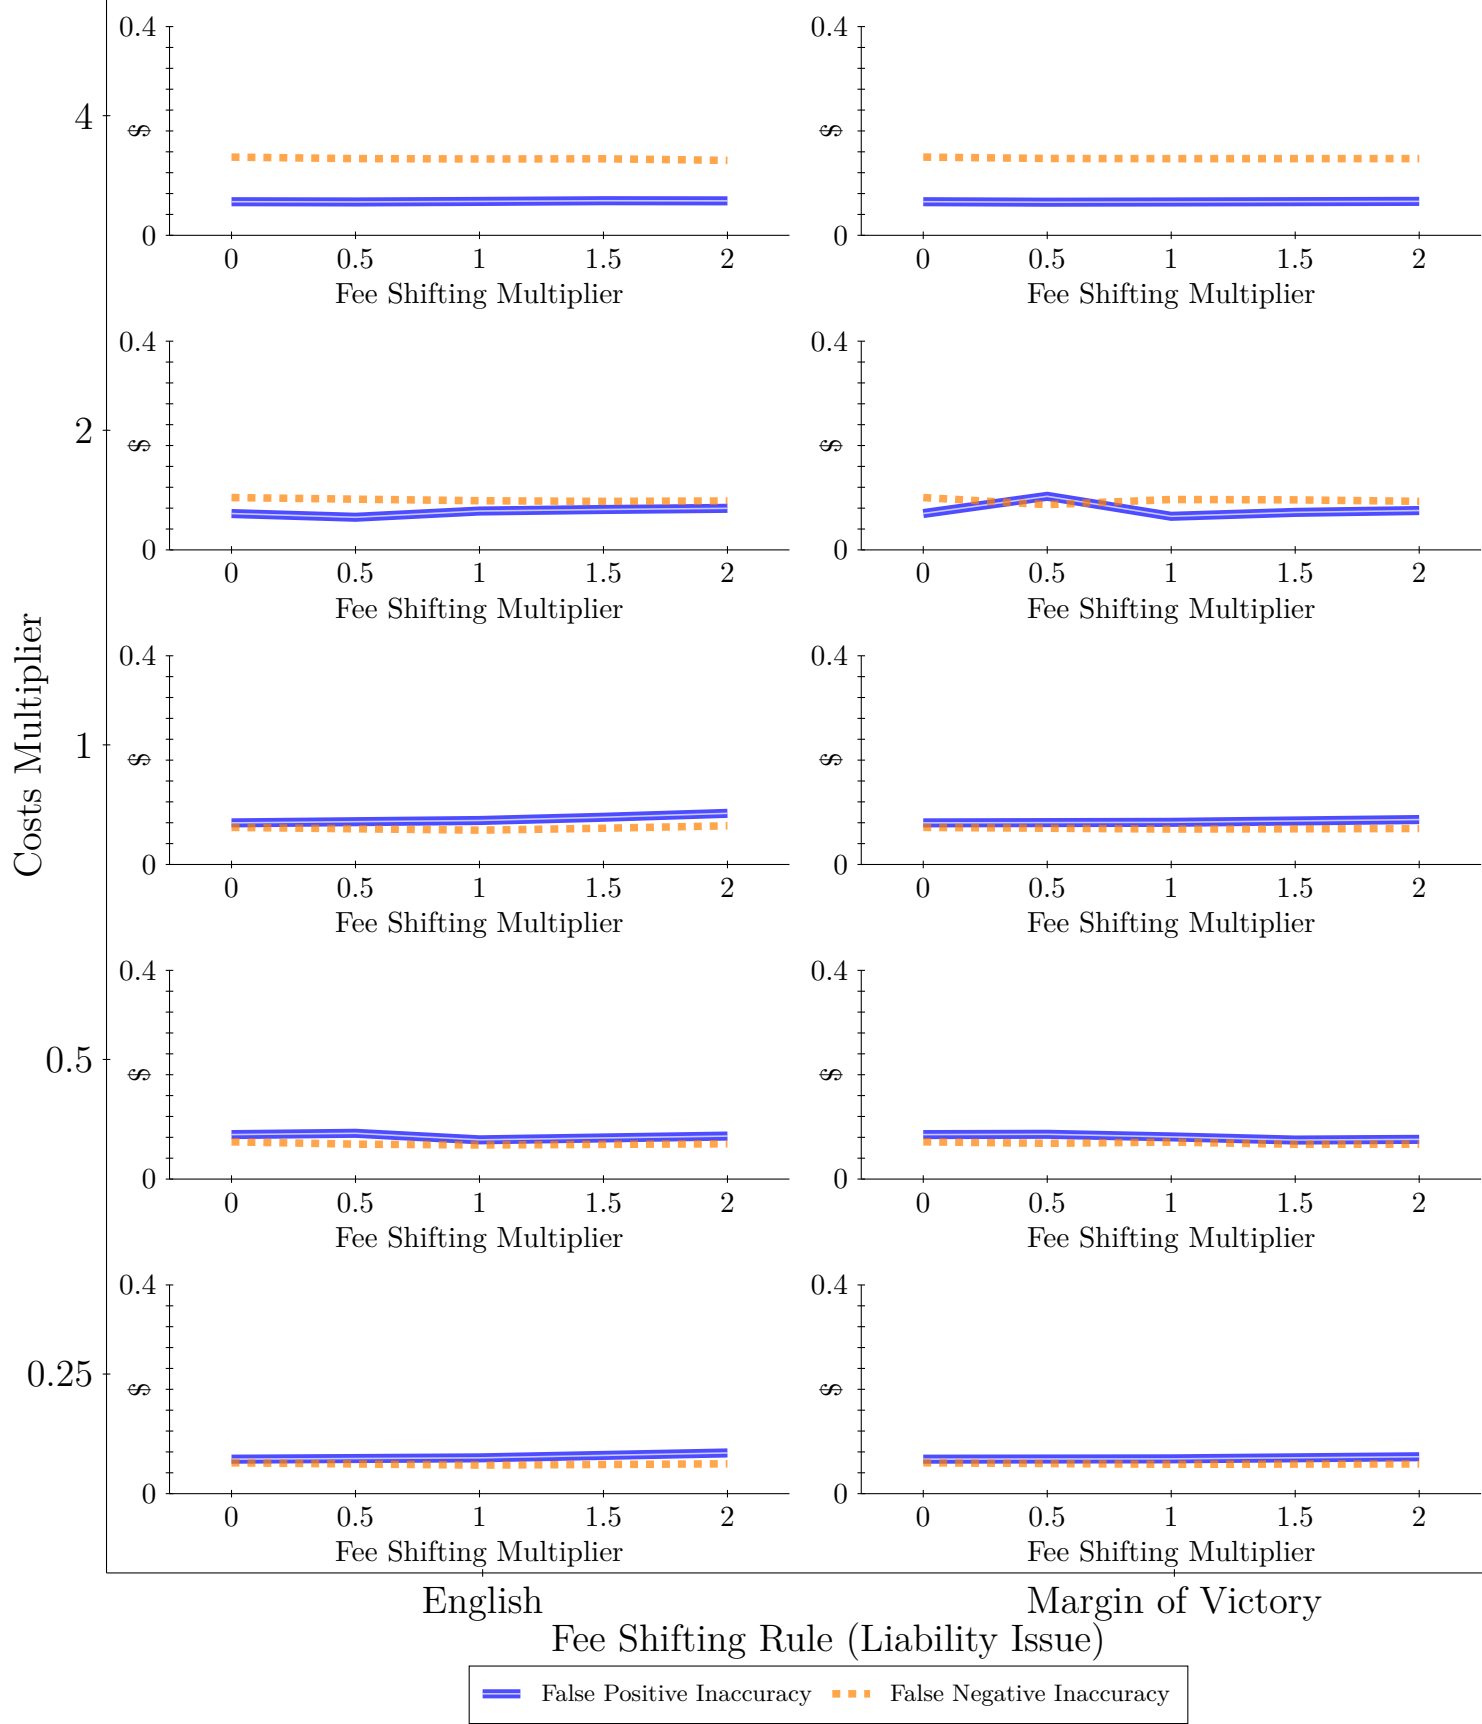 Costs Multiplier
4
0.4
$
0
0 0.5 1 1.5 2
Fee Shifting Multiplier
0.4
$
0
0 0.5 1 1.5 2
Fee Shifting Multiplier
2
0.4
$
0
0 0.5 1 1.5 2
Fee Shifting Multiplier
0.4
$
0
0 0.5 1 1.5 2
Fee Shifting Multiplier
1
0.4
$
0
0 0.5 1 1.5 2
Fee Shifting Multiplier
0.4
$
0
0 0.5 1 1.5 2
Fee Shifting Multiplier
0.5
0.4
$
0
0 0.5 1 1.5 2
Fee Shifting Multiplier
0.4
$
0
0 0.5 1 1.5 2
Fee Shifting Multiplier
0.25
0.4
$
0
0 0.5 1 1.5 2
Fee Shifting Multiplier
0.4
$
0
0 0.5 1 1.5 2
Fee Shifting Multiplier
English
Margin of Victory
Fee Shifting Rule (Liability Issue)
False Positive Inaccuracy
False Negative Inaccuracy